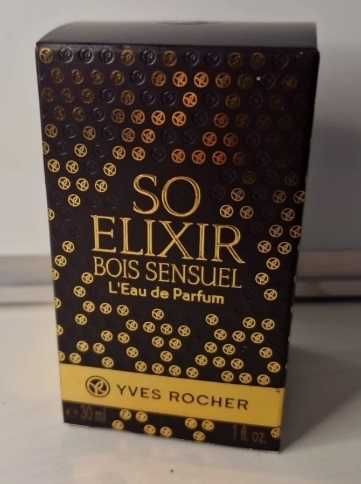 SO
ELIXIR
BOIS SENSUEL
L'Eau de Parfum
YVES ROCHER
e 30 ml 1 fl. oz.